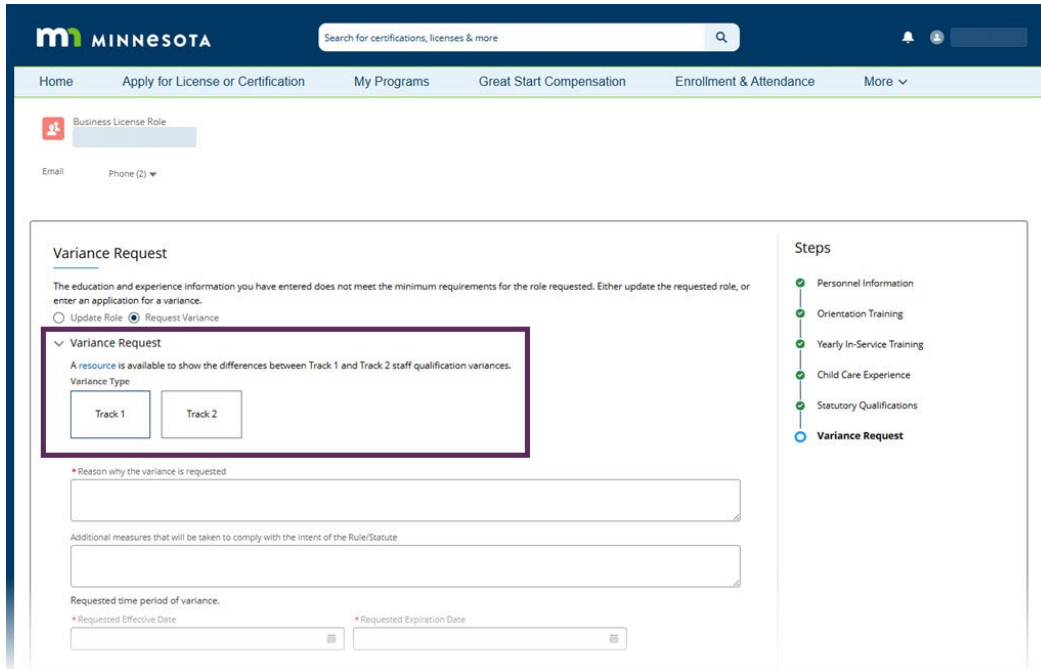 MINNESOTA
Search for certifications, licenses & more
Home Apply for License or Certification My Programs Great Start Compensation Enrollment & Attendance More
Business License Role
Email Phone (2)
Variance Request
The education and experience information you have entered does not meet the minimum requirements for the role requested. Either update the requested role, or
enter an application for a variance.
Update Role Request Variance
Variance Request
A resource is available to show the differences between Track 1 and Track 2 staff qualification variances.
Variance Type
Track 1 Track 2
* Reason why the variance is requested
Additional measures that will be taken to comply with the intent of the Rule/Statute
Requested time period of variance.
* Requested Effective Date * Requested Expiration Date
Steps
Personnel Information
Orientation Training
Yearly In-Service Training
Child Care Experience
Statutory Qualifications
Variance Request